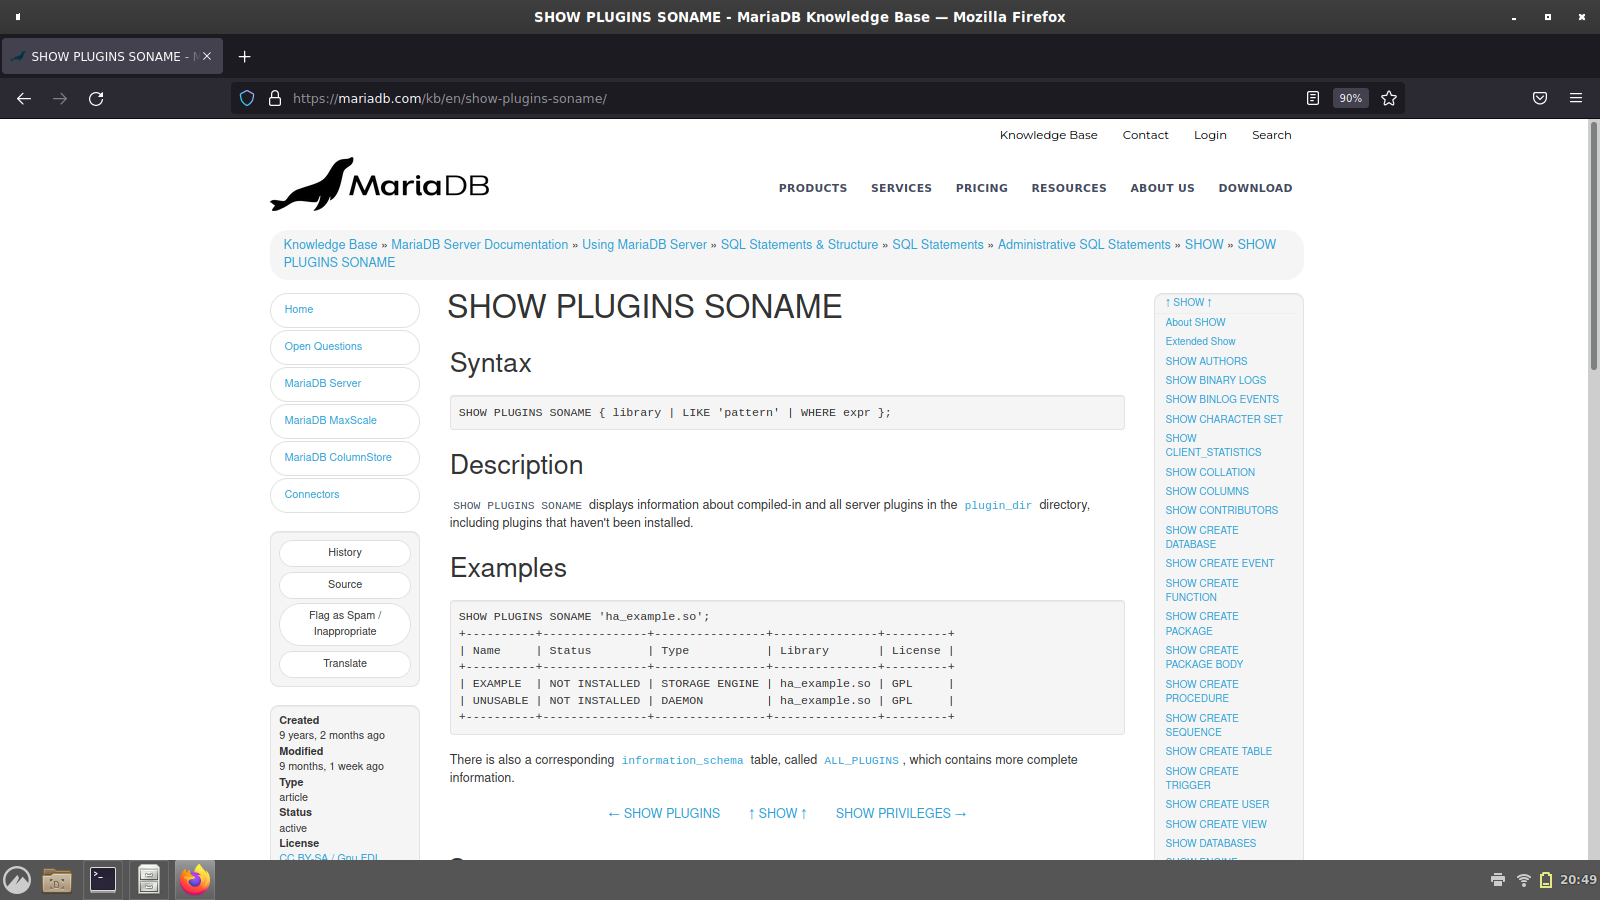 SHOW PLUGINS SONAME - MariaDB Knowledge Base — Mozilla Firefox
SHOW PLUGINS SONAME -
https://mariadb.com/kb/en/show-plugins-soname/
90%
Knowledge Base
Contact
Login
Search
MariaDB
PRODUCTS
SERVICES
PRICING
RESOURCES
ABOUT US
DOWNLOAD
Knowledge Base » MariaDB Server Documentation » Using MariaDB Server » SQL Statements & Structure » SQL Statements » Administrative SQL Statements » SHOW » SHOW
PLUGINS SONAME
Home
Open Questions
MariaDB Server
MariaDB MaxScale
MariaDB ColumnStore
Connectors
History
Source
Flag as Spam /
Inappropriate
Translate
Created
9 years, 2 months ago
Modified
9 months, 1 week ago
Type
article
Status
active
License
CC BY-SA / Gnu FDL
SHOW PLUGINS SONAME
Syntax
SHOW PLUGINS SONAME { library | LIKE 'pattern' | WHERE expr };
Description
SHOW PLUGINS SONAME displays information about compiled-in and all server plugins in the plugin_dir directory,
including plugins that haven't been installed.
Examples
SHOW PLUGINS SONAME 'ha_example.so';
+----------+---------------+----------------+---------------+---------+
| Name     | Status        | Type           | Library       | License |
+----------+---------------+----------------+---------------+---------+
| EXAMPLE  | NOT INSTALLED | STORAGE ENGINE | ha_example.so | GPL     |
| UNUSABLE | NOT INSTALLED | DAEMON         | ha_example.so | GPL     |
+----------+---------------+----------------+---------------+---------+
There is also a corresponding information_schema table, called ALL_PLUGINS , which contains more complete
information.
← SHOW PLUGINS
↑ SHOW ↑
SHOW PRIVILEGES →
↑ SHOW ↑
About SHOW
Extended Show
SHOW AUTHORS
SHOW BINARY LOGS
SHOW BINLOG EVENTS
SHOW CHARACTER SET
SHOW
CLIENT_STATISTICS
SHOW COLLATION
SHOW COLUMNS
SHOW CONTRIBUTORS
SHOW CREATE
DATABASE
SHOW CREATE EVENT
SHOW CREATE
FUNCTION
SHOW CREATE
PACKAGE
SHOW CREATE
PACKAGE BODY
SHOW CREATE
PROCEDURE
SHOW CREATE
SEQUENCE
SHOW CREATE TABLE
SHOW CREATE
TRIGGER
SHOW CREATE USER
SHOW CREATE VIEW
SHOW DATABASES
SHOW ENGINE
20:49